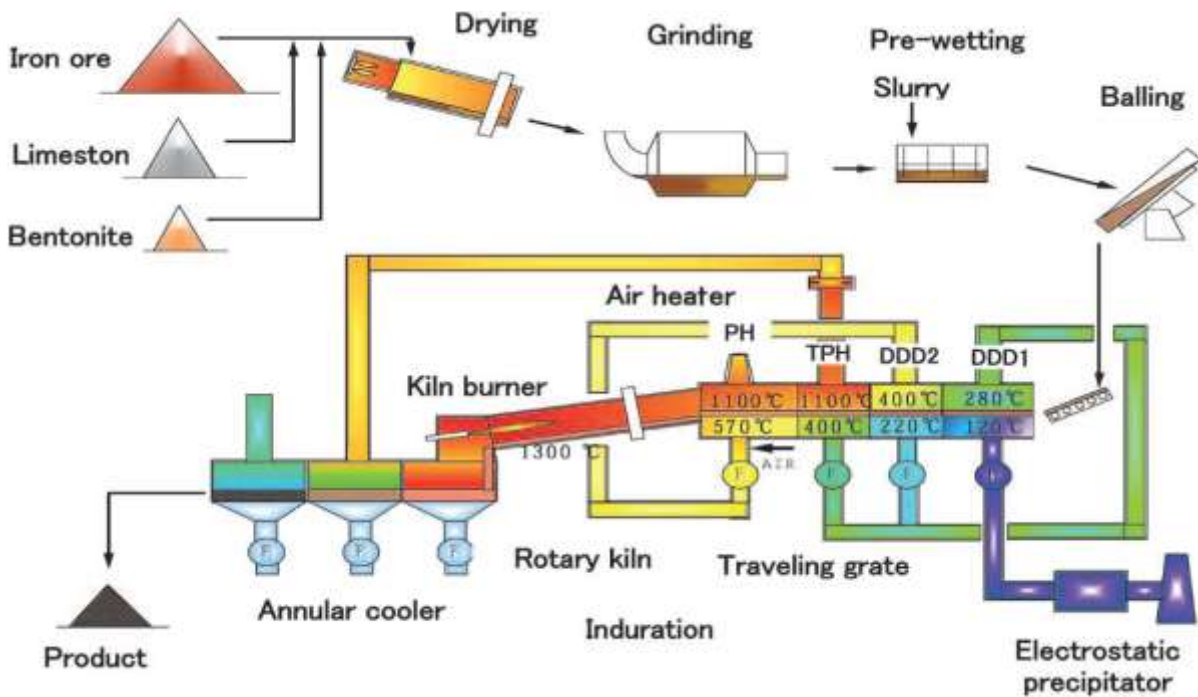 Drying
Grinding
Pre-wetting
Iron ore
Slurry
Balling
Limeston
Bentonite
Air heater
PH
TPH
DDD2
DDD1
Kiln burner
1100℃
1100℃
400℃
280℃
570℃
400℃
220℃
120℃
1300 ℃
AIR
F
F
F
F
F
F
F
Rotary kiln
Traveling grate
Annular cooler
Induration
Product
Electrostatic
precipitator